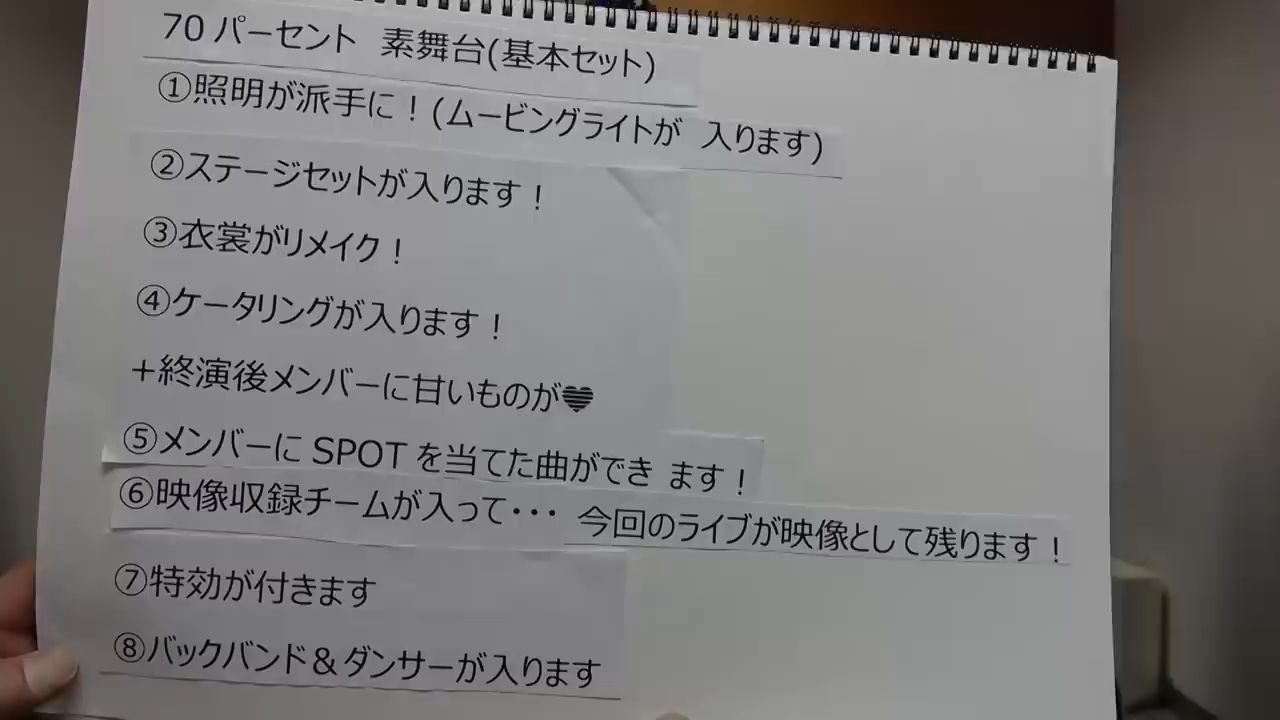 70パーセント 素舞台(基本セット)
①照明が派手に！(ムービングライトが 入ります)
②ステージセットが入ります！
③衣裳がリメイク！
④ケータリングが入ります！
＋終演後メンバーに甘いものが♥
⑤メンバーに SPOT を当てた曲ができ ます！
⑥映像収録チームが入って・・・ 今回のライブが映像として残ります！
⑦特効が付きます
⑧バックバンド＆ダンサーが入ります